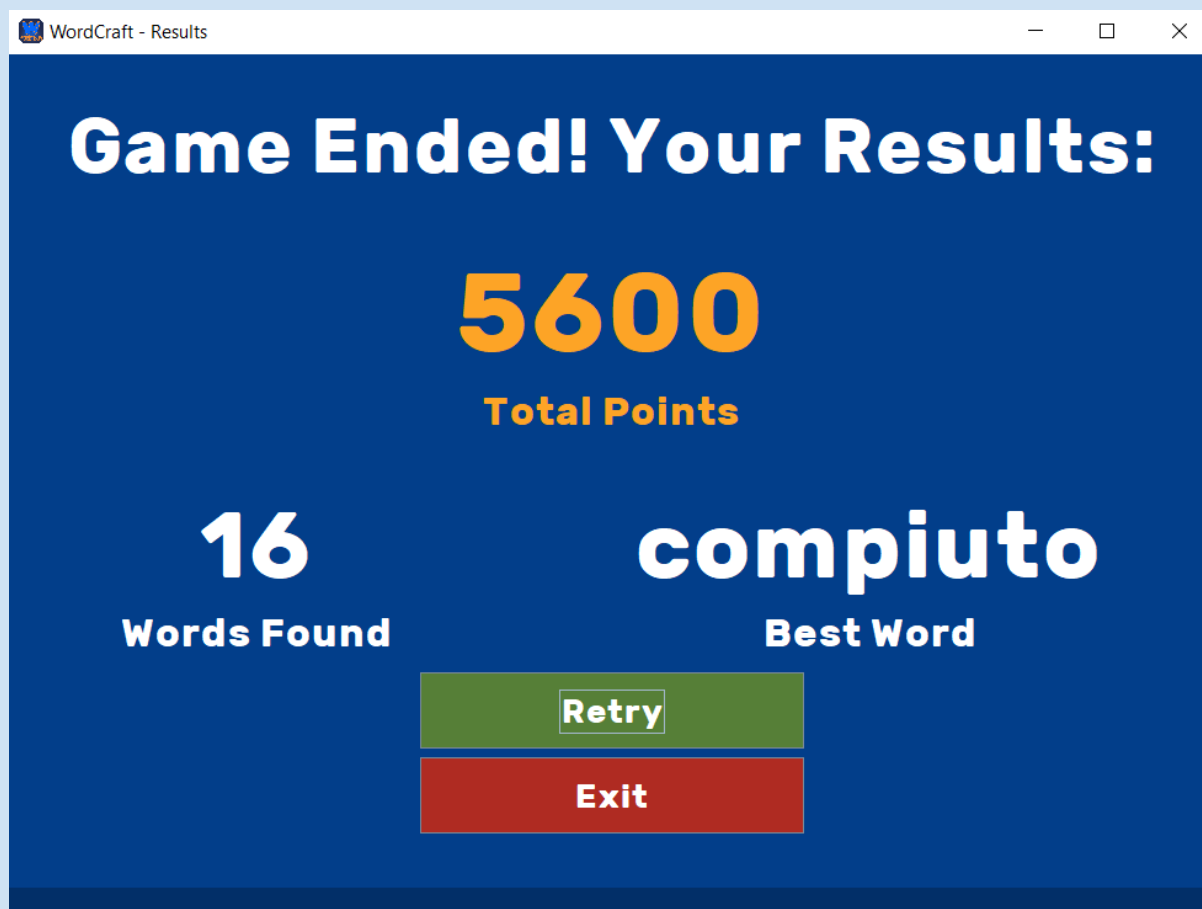 WordCraft - Results
Game Ended! Your Results:
5600
Total Points
16
Words Found
compiuto
Best Word
Retry
Exit